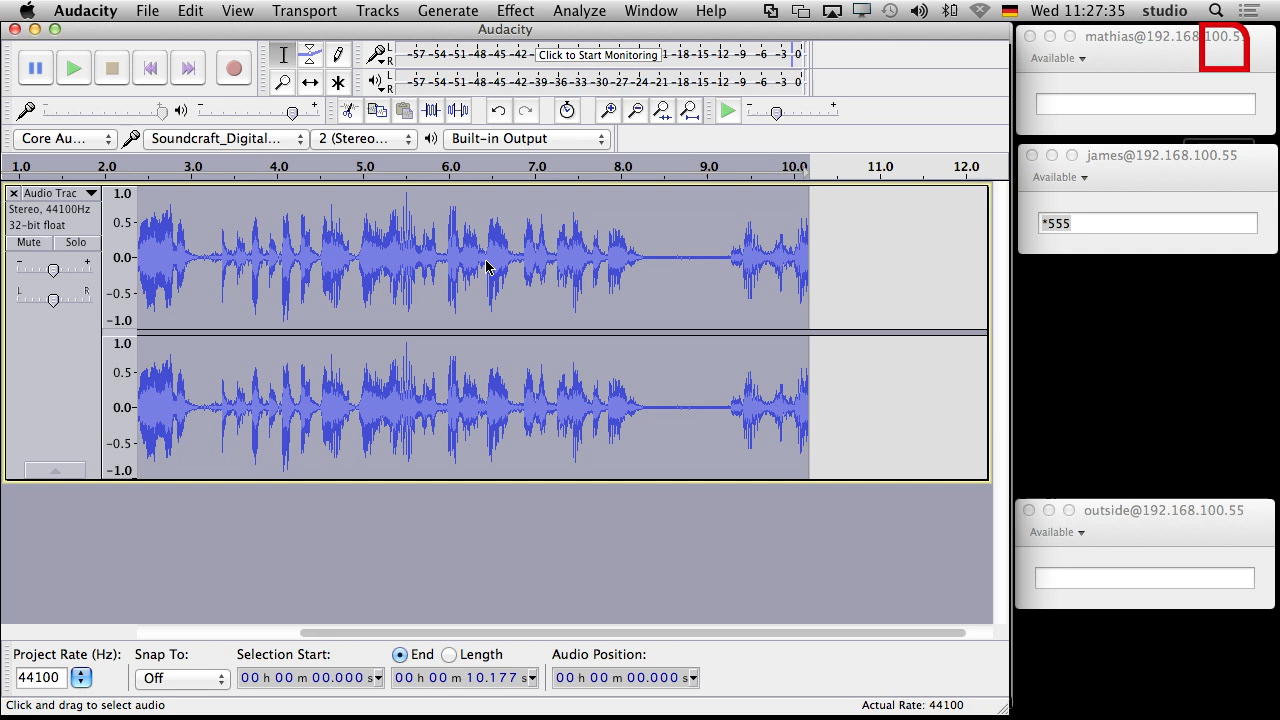 Audacity File Edit View Transport Tracks Generate Effect Analyze Window Help Wed 11:27:35 studio
Audacity
L R -57 -54 -51 -48 -45 -42 Click to Start Monitoring 1 -18 -15 -12 -9 -6 -3 0
L R -57 -54 -51 -48 -45 -42 -39 -36 -33 -30 -27 -24 -21 -18 -15 -12 -9 -6 -3 0
Core Au... Soundcraft_Digital... 2 (Stereo... Built-in Output
1.0 2.0 3.0 4.0 5.0 6.0 7.0 8.0 9.0 10.0 11.0 12.0
Audio Trac
Stereo, 44100Hz
32-bit float
Mute Solo
- +
L R
1.0
0.5
0.0
-0.5
-1.0
1.0
0.5
0.0
-0.5
-1.0
Project Rate (Hz): Snap To: Selection Start: End Length Audio Position:
44100 Off 00 h 00 m 00.000 s 00 h 00 m 10.177 s 00 h 00 m 00.000 s
Click and drag to select audio Actual Rate: 44100
mathias@192.168.100.55
Available
james@192.168.100.55
Available
*555
outside@192.168.100.55
Available